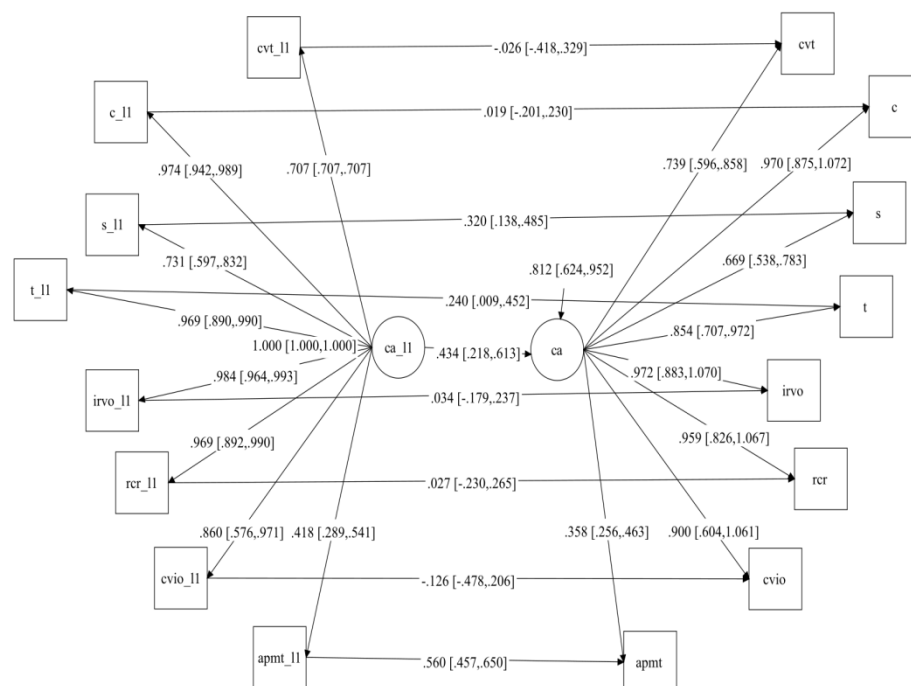 cvt_l1
-.026 [-.418,.329]
cvt
c_l1
.019 [-.201,.230]
c
.974 [.942,.989]
.707 [.707,.707]
.739 [.596,.858]
.970 [.875,1.072]
s_l1
.320 [.138,.485]
s
.731 [.597,.832]
.812 [.624,.952]
.669 [.538,.783]
t_l1
.240 [.009,.452]
t
.969 [.890,.990]
.854 [.707,.972]
1.000 [1.000,1.000]
ca_l1
.434 [.218,.613]
ca
.984 [.964,.993]
.972 [.883,1.070]
irvo_l1
.034 [-.179,.237]
irvo
.969 [.892,.990]
.959 [.826,1.067]
rcr_l1
.027 [-.230,.265]
rcr
.860 [.576,.971]
.418 [.289,.541]
.358 [.256,.463]
.900 [.604,1.061]
cvio_l1
-.126 [-.478,.206]
cvio
apmt_l1
.560 [.457,.650]
apmt